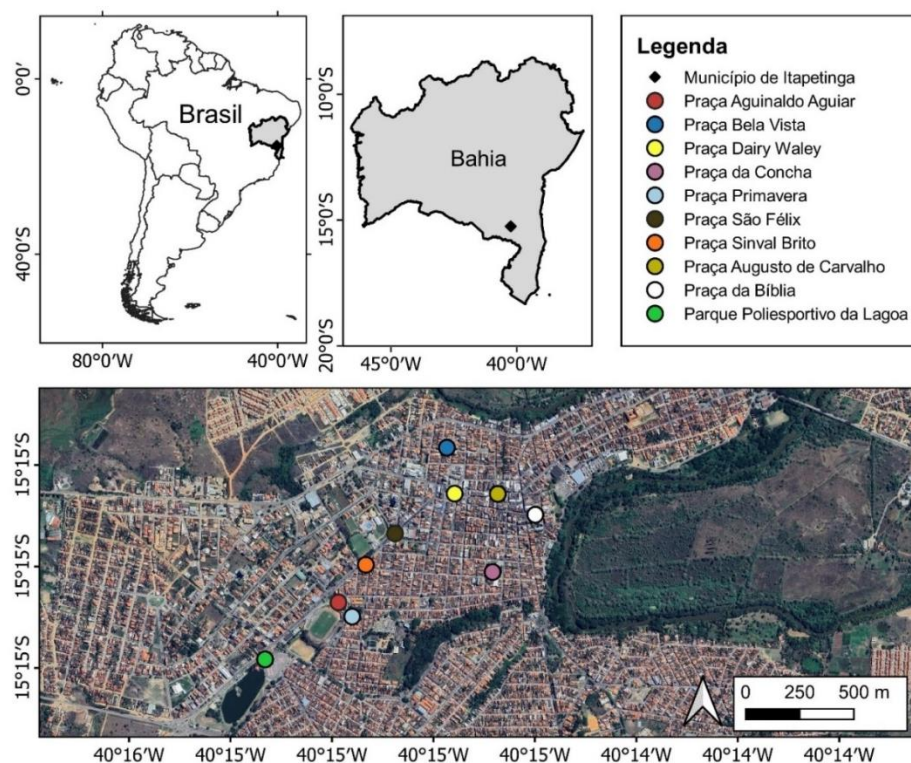 0°0'
40°0'S
80°0'W
40°0'W
Brasil
10°0'S
15°0'S
20°0'S
45°0'W
40°0'W
Bahia
Legenda
Município de Itapetinga
Praça Aguinaldo Aguiar
Praça Bela Vista
Praça Dairy Waley
Praça da Concha
Praça Primavera
Praça São Félix
Praça Sinval Brito
Praça Augusto de Carvalho
Praça da Bíblia
Parque Poliesportivo da Lagoa
15°15'S
15°15'S
15°15'S
0 250 500 m
40°16'W
40°15'W
40°15'W
40°15'W
40°15'W
40°14'W
40°14'W
40°14'W